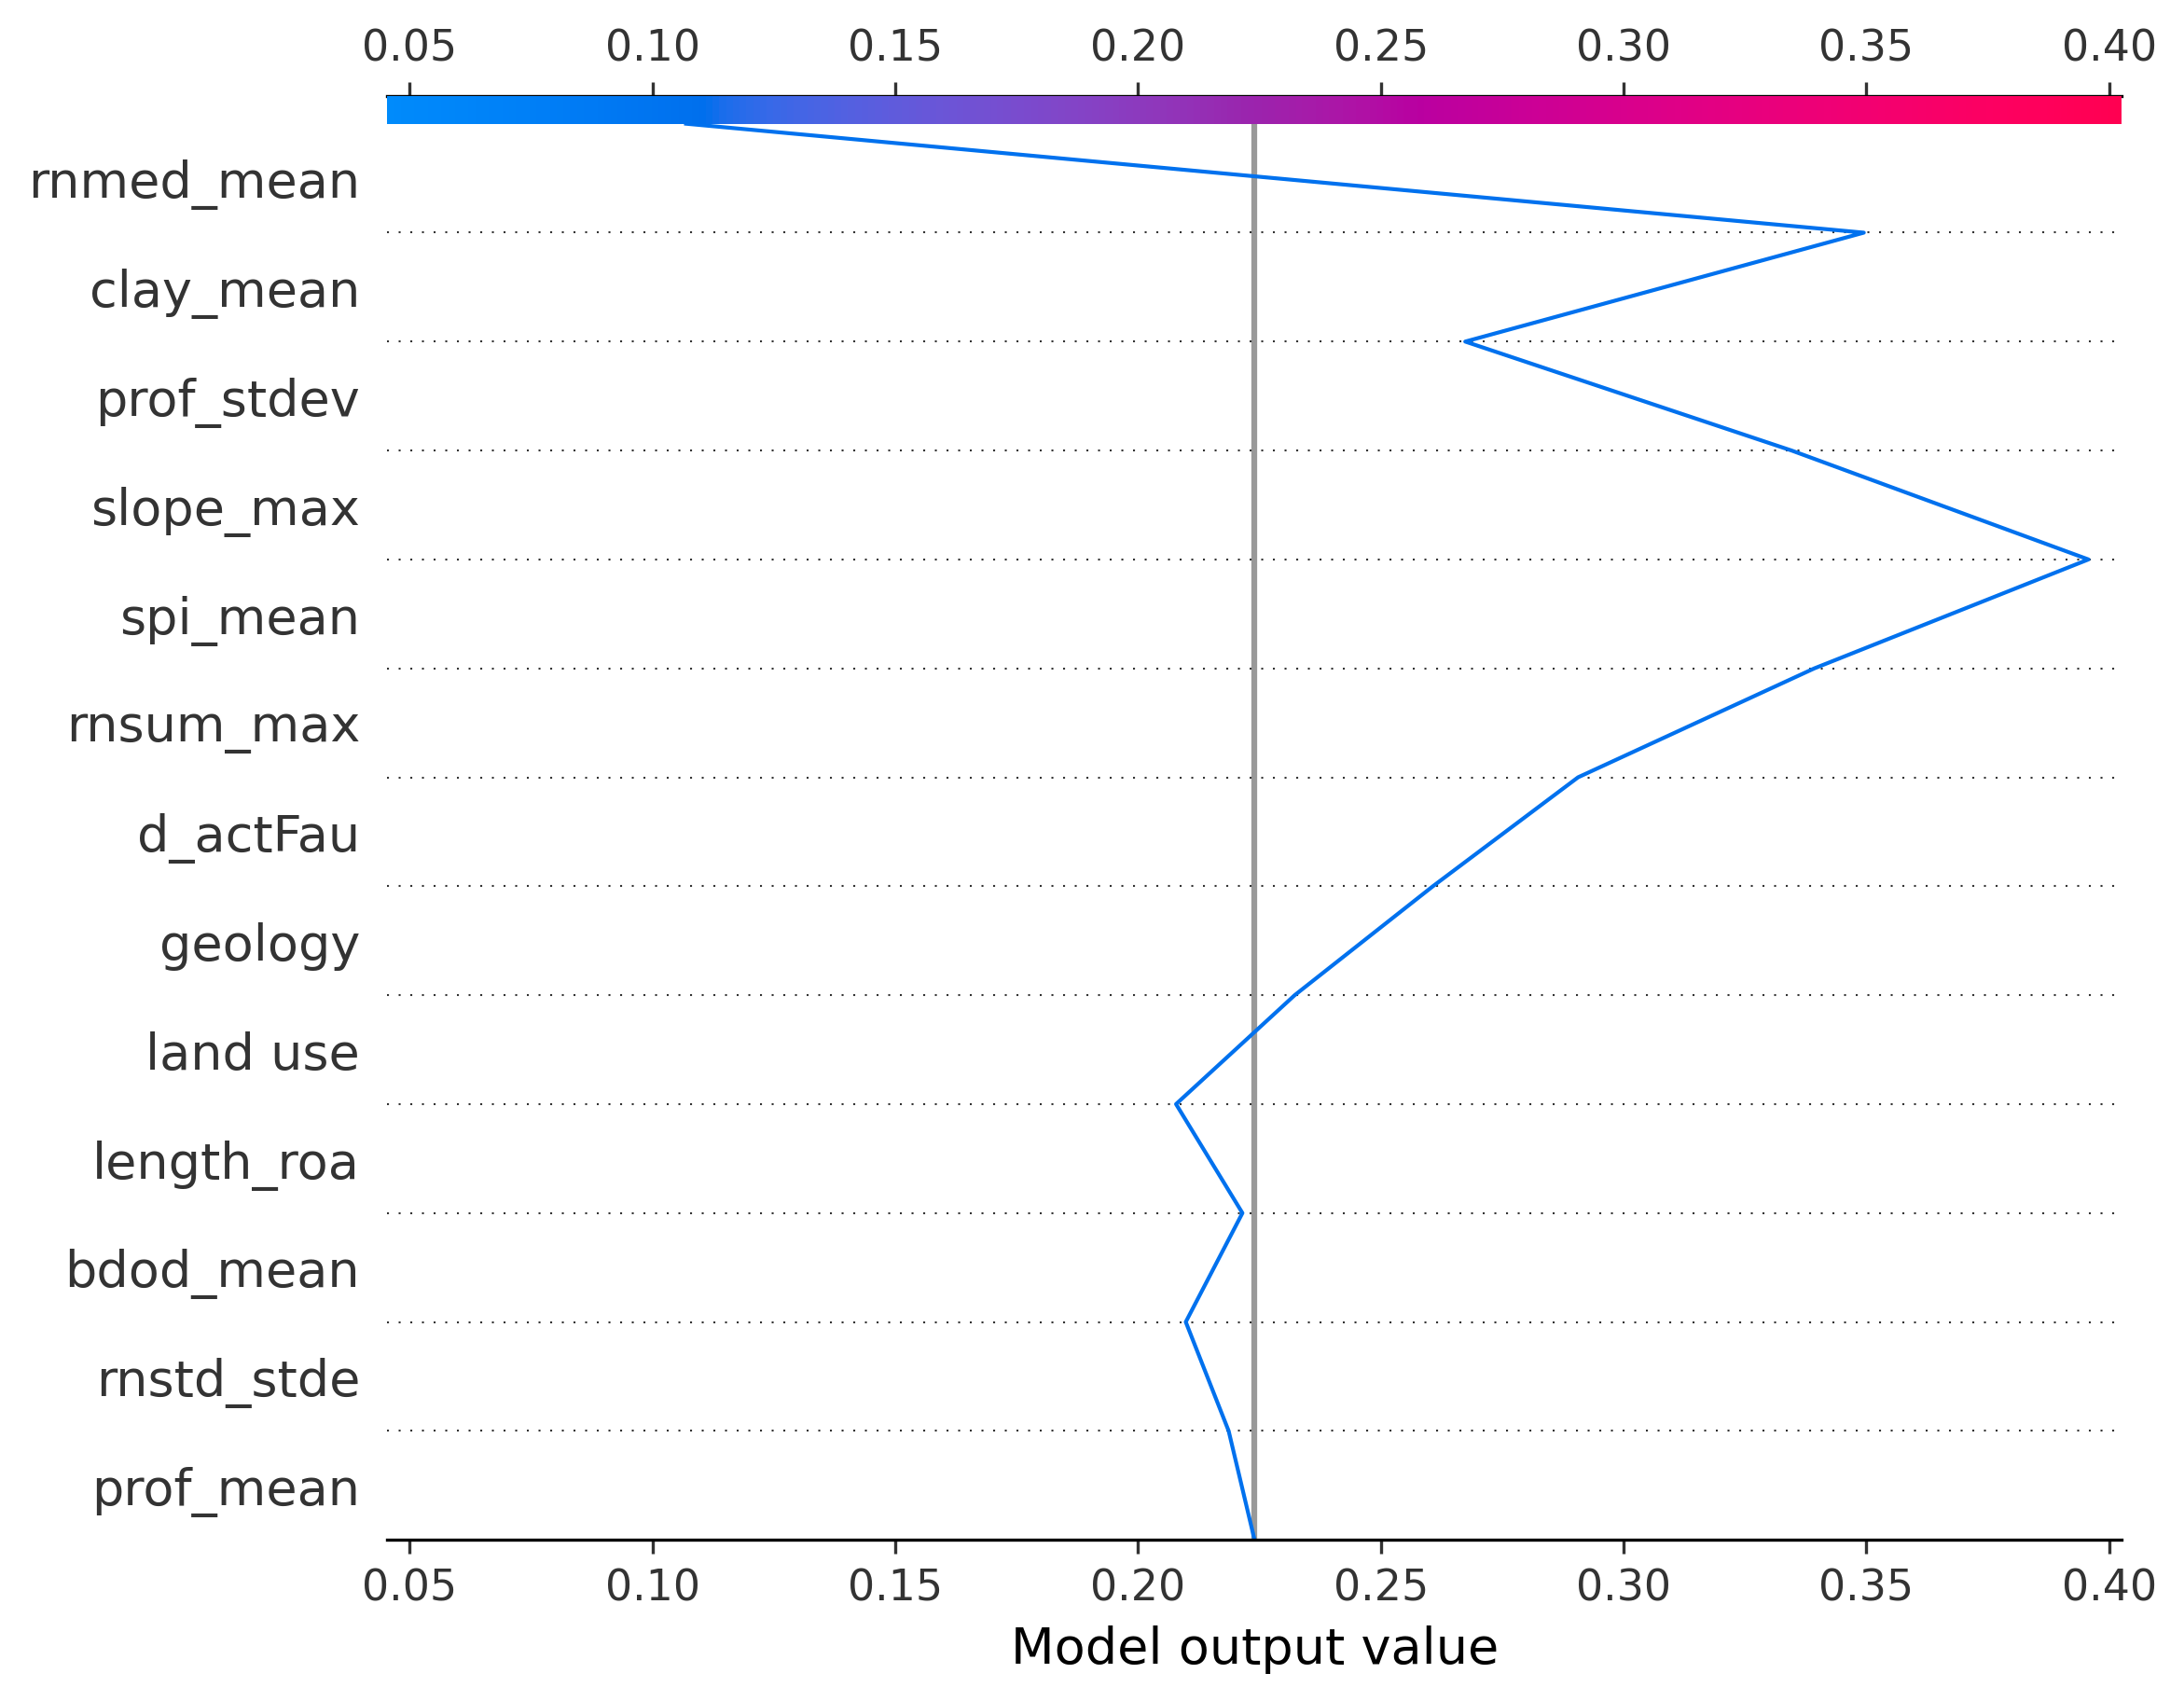 0.05 0.10 0.15 0.20 0.25 0.30 0.35 0.40
rnmed_mean
clay_mean
prof_stdev
slope_max
spi_mean
rnsum_max
d_actFau
geology
land use
length_roa
bdod_mean
rnstd_stde
prof_mean
0.05 0.10 0.15 0.20 0.25 0.30 0.35 0.40
Model output value